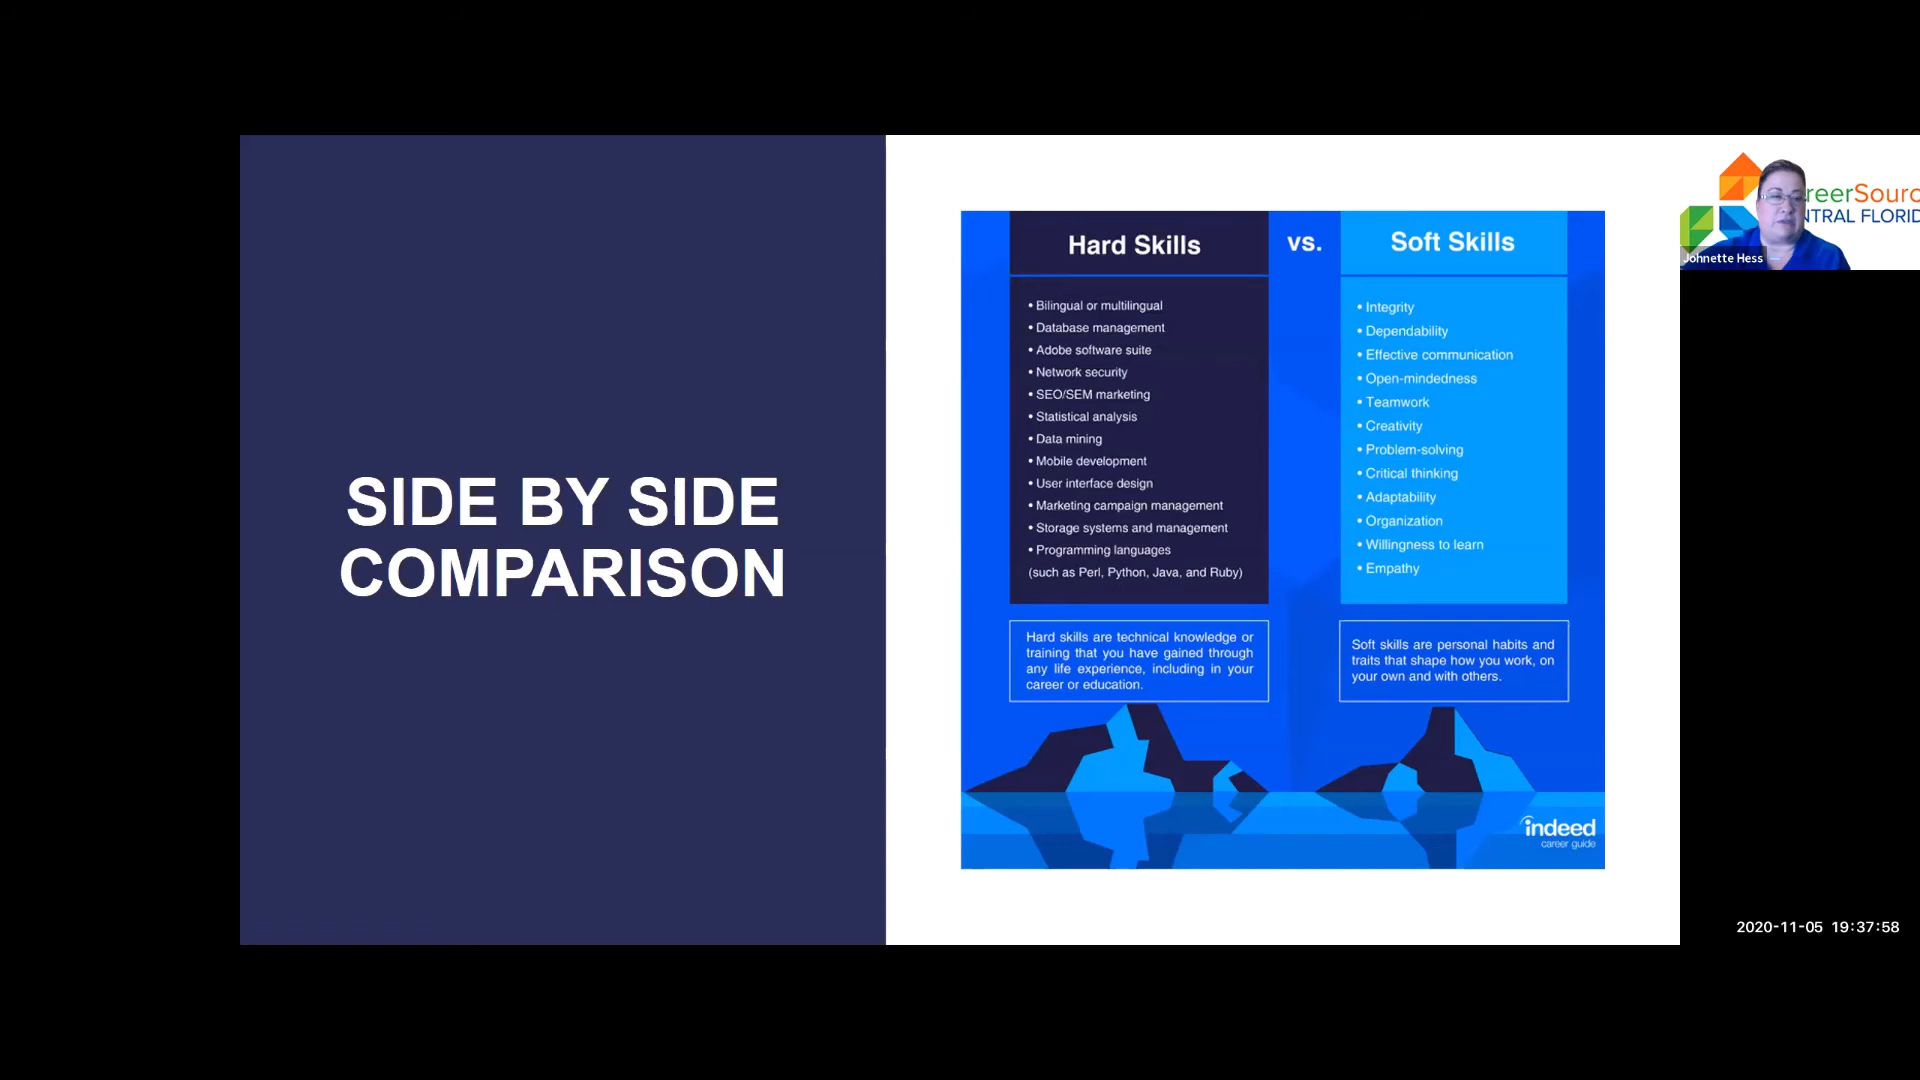 SIDE BY SIDE
COMPARISON
Hard Skills
vs.
Soft Skills
• Bilingual or multilingual
• Database management
• Adobe software suite
• Network security
• SEO/SEM marketing
• Statistical analysis
• Data mining
• Mobile development
• User interface design
• Marketing campaign management
• Storage systems and management
• Programming languages
(such as Perl, Python, Java, and Ruby)
• Integrity
• Dependability
• Effective communication
• Open-mindedness
• Teamwork
• Creativity
• Problem-solving
• Critical thinking
• Adaptability
• Organization
• Willingness to learn
• Empathy
Hard skills are technical knowledge or
training that you have gained through
any life experience, including in your
career or education.
Soft skills are personal habits and
traits that shape how you work, on
your own and with others.
indeed
career guide
reerSourc
NTRAL FLORID
Johnette Hess
2020-11-05 19:37:58